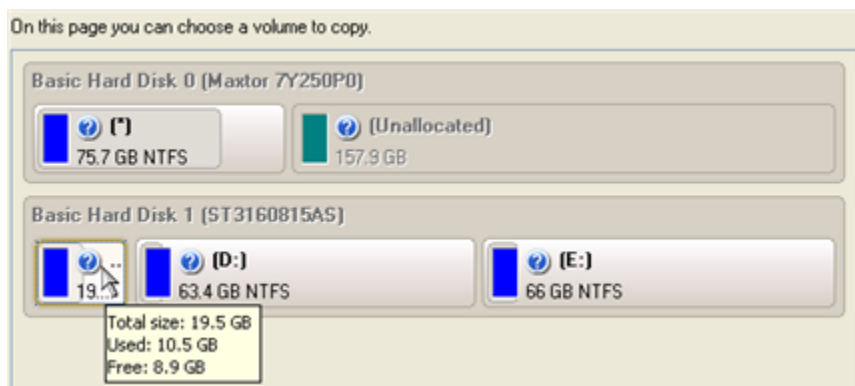 On this page you can choose a volume to copy.
Basic Hard Disk 0 (Maxtor 7Y250P0)
(*)
75.7 GB NTFS
(Unallocated)
157.9 GB
Basic Hard Disk 1 (ST3160815AS)
..
19...
(D:)
63.4 GB NTFS
(E:)
66 GB NTFS
Total size: 19.5 GB
Used: 10.5 GB
Free: 8.9 GB